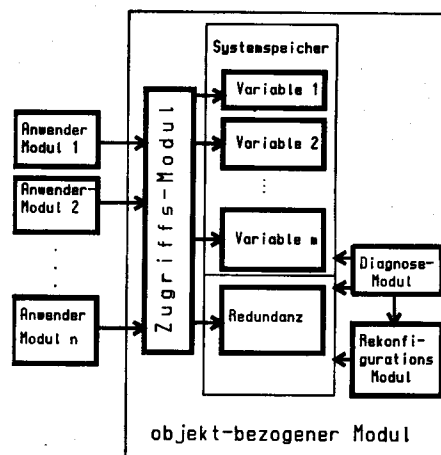 Systemspeicher
Variable 1
Variable 2
...
Variable m
Redundanz
Zugriffs-Modul
Anwender
Modul 1
Anwender-
Modul 2
.
.
.
Anwender
Modul n
Diagnose-
Modul
Rekonfi-
gurations
Modul
objekt-bezogener Modul